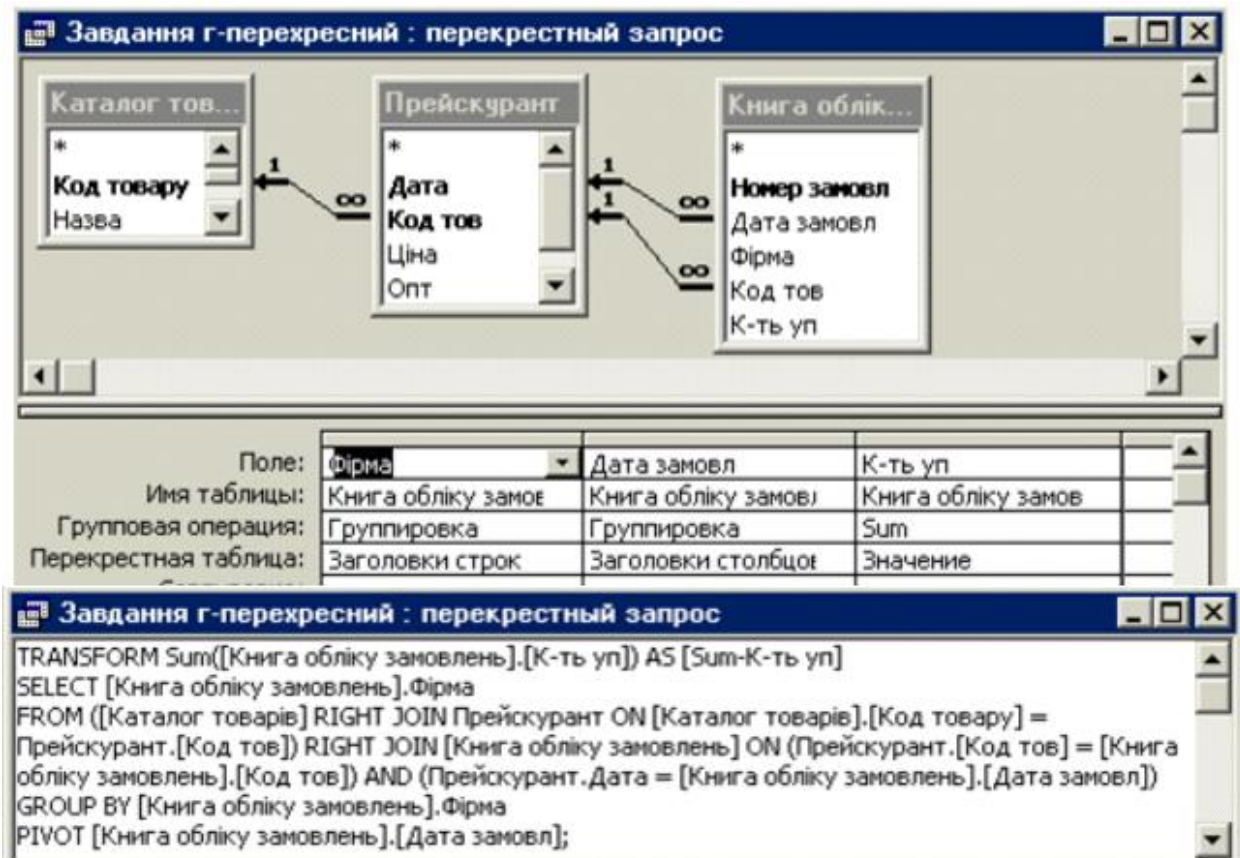 Завдання г-перехресний : перекрестный запрос
Каталог тов...
*
Код товару
Назва
Прейскурант
*
Дата
Код тов
Ціна
Опт
Книга облік...
*
Номер замовл
Дата замовл
Фірма
Код тов
К-ть уп
1
∞
1
1
∞
∞
Поле: Фірма Дата замовл К-ть уп
Имя таблицы: Книга обліку замов Книга обліку замовл Книга обліку замов
Групповая операция: Группировка Группировка Sum
Перекрестная таблица: Заголовки строк Заголовки столбцов Значение
Завдання г-перехресний : перекрестный запрос
TRANSFORM Sum([Книга обліку замовлень].[К-ть уп]) AS [Sum-К-ть уп]
SELECT [Книга обліку замовлень].Фірма
FROM ([Каталог товарів] RIGHT JOIN Прейскурант ON [Каталог товарів].[Код товару] =
Прейскурант.[Код тов]) RIGHT JOIN [Книга обліку замовлень] ON (Прейскурант.[Код тов] = [Книга
обліку замовлень].[Код тов]) AND (Прейскурант.Дата = [Книга обліку замовлень].[Дата замовл])
GROUP BY [Книга обліку замовлень].Фірма
PIVOT [Книга обліку замовлень].[Дата замовл];